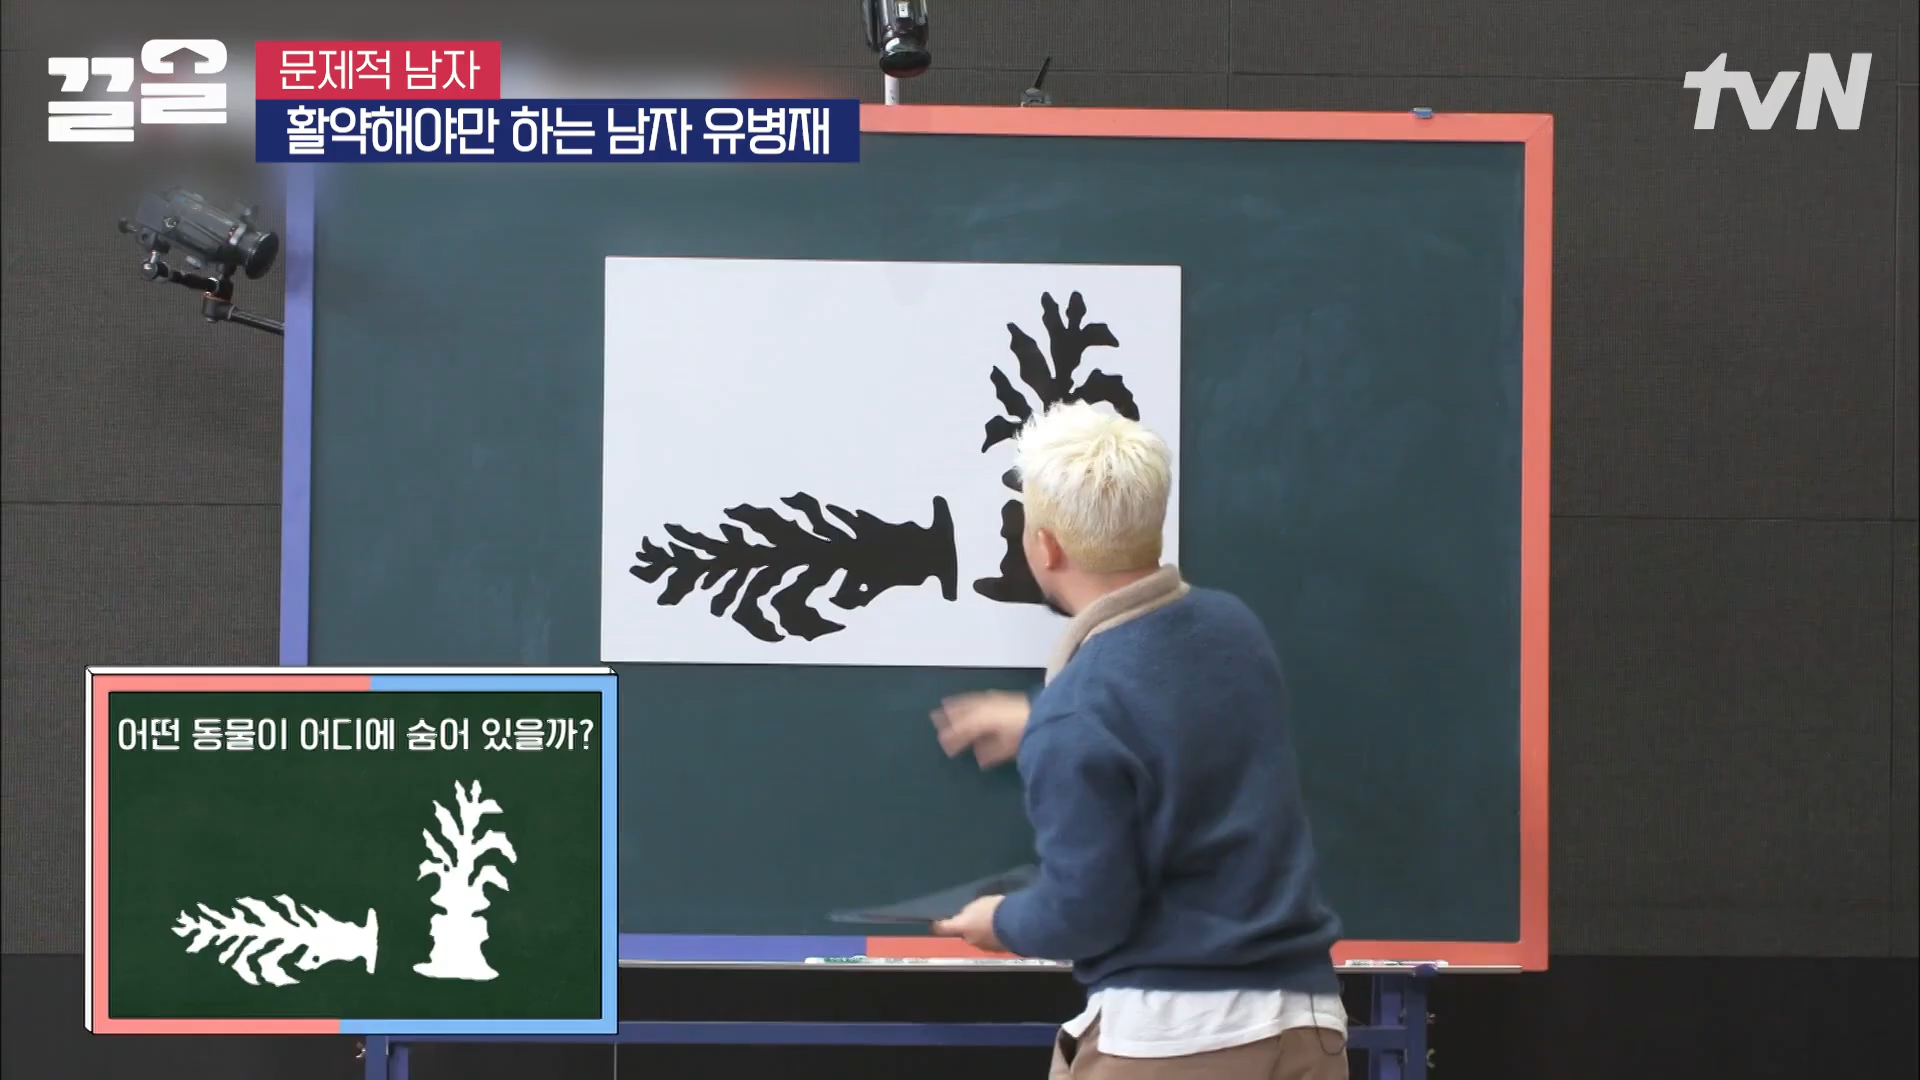 끌올
문제적 남자
활약해야만 하는 남자 유병재
tvN
어떤 동물이 어디에 숨어 있을까?